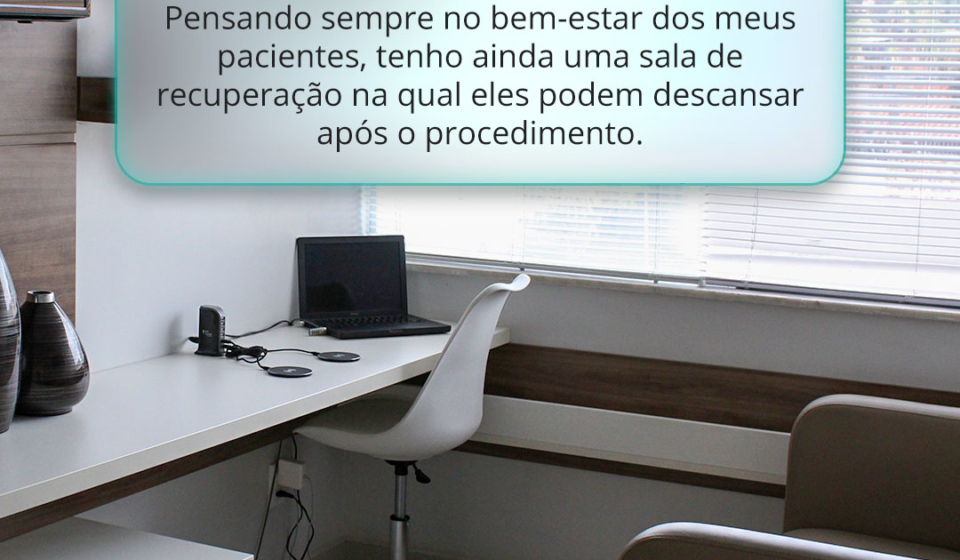 Pensando sempre no bem-estar dos meus
pacientes, tenho ainda uma sala de
recuperação na qual eles podem descansar
após o procedimento.